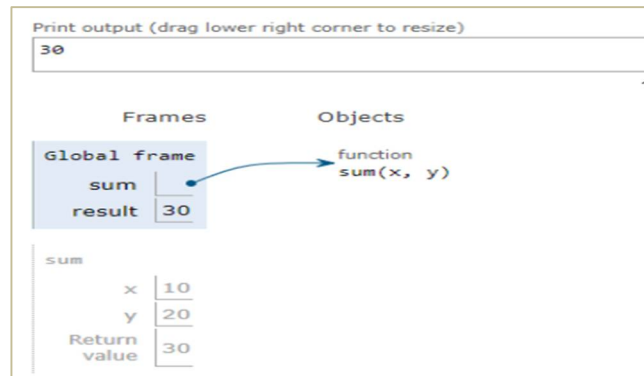 Print output (drag lower right corner to resize)
30
Frames Objects
Global frame
function
sum
sum(x, y)
result 30
sum
x 10
y 20
Return
value 30